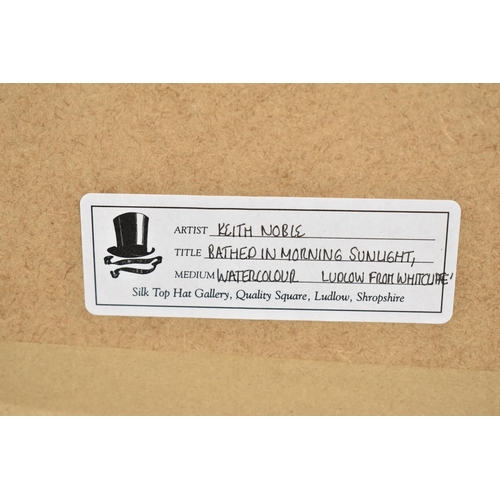 ARTIST KEITH NOBLE
TITLE BATHED IN MORNING SUNLIGHT,
MEDIUM WATERCOLOUR LUDLOW FROM WHITCLIFFE'
Silk Top Hat Gallery, Quality Square, Ludlow, Shropshire